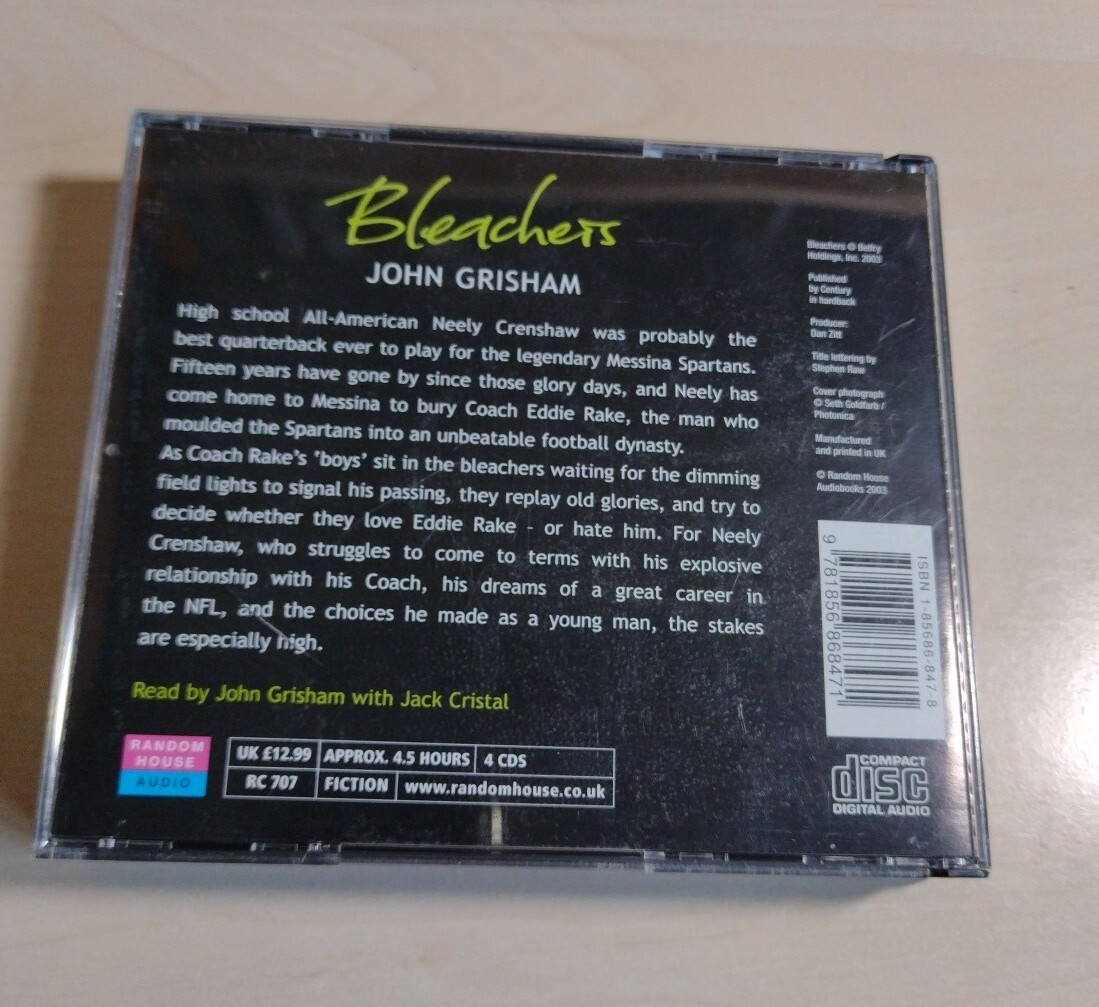 Bleachers
JOHN GRISHAM
High school All-American Neely Crenshaw was probably the
best quarterback ever to play for the legendary Messina Spartans.
Fifteen years have gone by since those glory days, and Neely has
come home to Messina to bury Coach Eddie Rake, the man who
moulded the Spartans into an unbeatable football dynasty.
As Coach Rake's 'boys' sit in the bleachers waiting for the dimming
field lights to signal his passing, they replay old glories, and try to
decide whether they love Eddie Rake - or hate him. For Neely
Crenshaw, who struggles to come to terms with his explosive
relationship with his Coach, his dreams of a great career in
the NFL, and the choices he made as a young man, the stakes
are especially high.
Read by John Grisham with Jack Cristal
RANDOM
HOUSE
AUDIO
UK £12.99 APPROX. 4.5 HOURS 4 CDS
RC 707 FICTION www.randomhouse.co.uk
Bleachers © Belfry
Holdings, Inc. 2003
Published
by Century
in hardback
Producer:
Dan Zitt
Title lettering by
Stephen Raw
Cover photograph
© Seth Goldfarb /
Photonica
Manufactured
and printed in UK
© Random House
Audiobooks 2003
ISBN 1-85686-847-8
9 781856 868471
COMPACT
disc
DIGITAL AUDIO